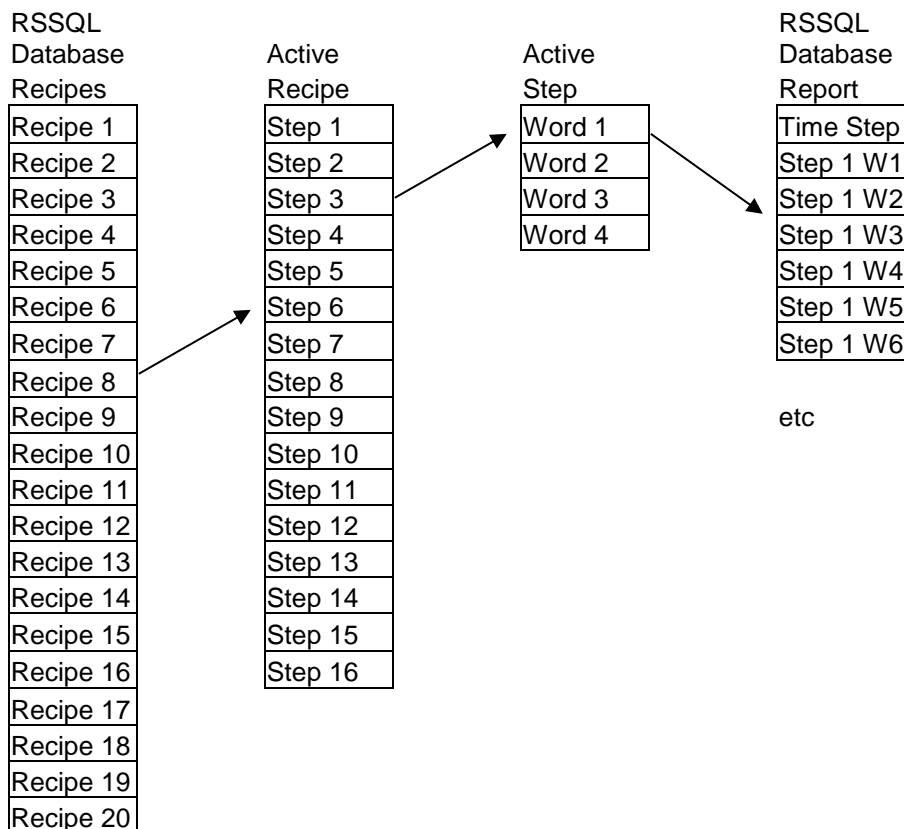 RSSQL
Database
Recipes
Recipe 1
Recipe 2
Recipe 3
Recipe 4
Recipe 5
Recipe 6
Recipe 7
Recipe 8
Recipe 9
Recipe 10
Recipe 11
Recipe 12
Recipe 13
Recipe 14
Recipe 15
Recipe 16
Recipe 17
Recipe 18
Recipe 19
Recipe 20
Active
Recipe
Step 1
Step 2
Step 3
Step 4
Step 5
Step 6
Step 7
Step 8
Step 9
Step 10
Step 11
Step 12
Step 13
Step 14
Step 15
Step 16
Active
Step
Word 1
Word 2
Word 3
Word 4
RSSQL
Database
Report
Time Step
Step 1 W1
Step 1 W2
Step 1 W3
Step 1 W4
Step 1 W5
Step 1 W6
etc